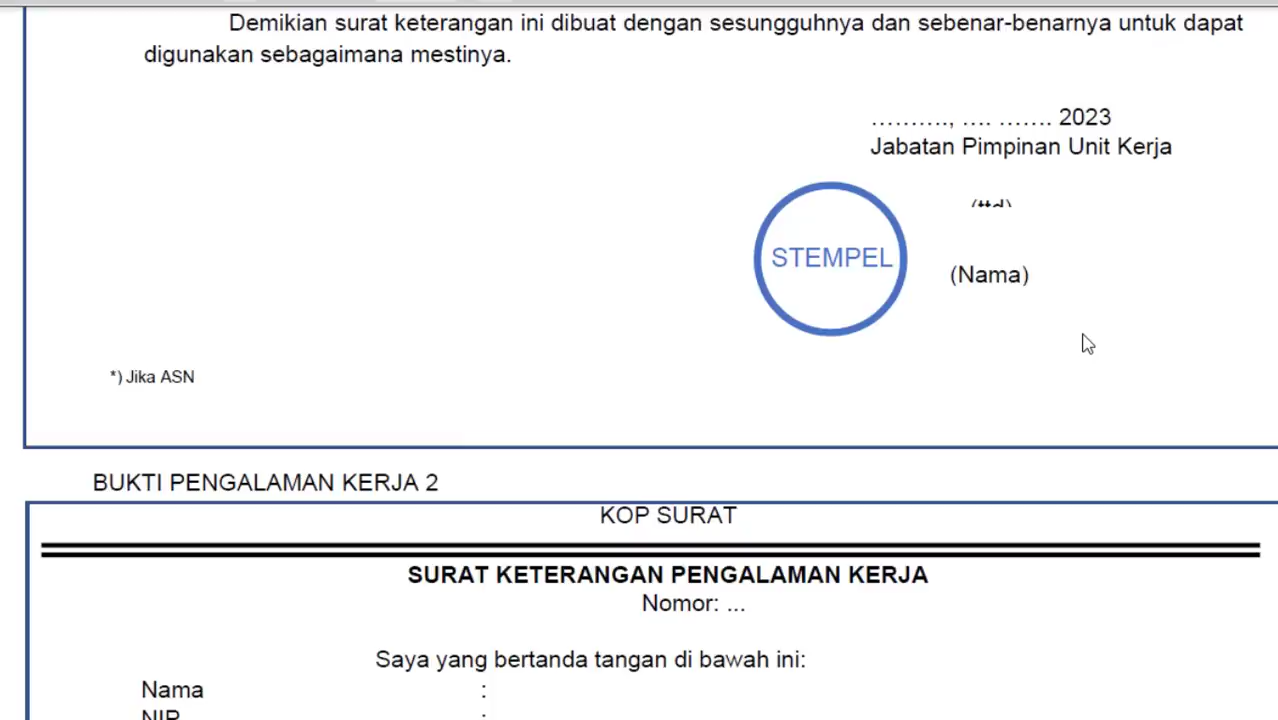 Demikian surat keterangan ini dibuat dengan sesungguhnya dan sebenar-benarnya untuk dapat
digunakan sebagaimana mestinya.
………., …. ……. 2023
Jabatan Pimpinan Unit Kerja
(ttd)
STEMPEL
(Nama)
*) Jika ASN
BUKTI PENGALAMAN KERJA 2
KOP SURAT
SURAT KETERANGAN PENGALAMAN KERJA
Nomor: ...
Saya yang bertanda tangan di bawah ini:
Nama :
NIP :